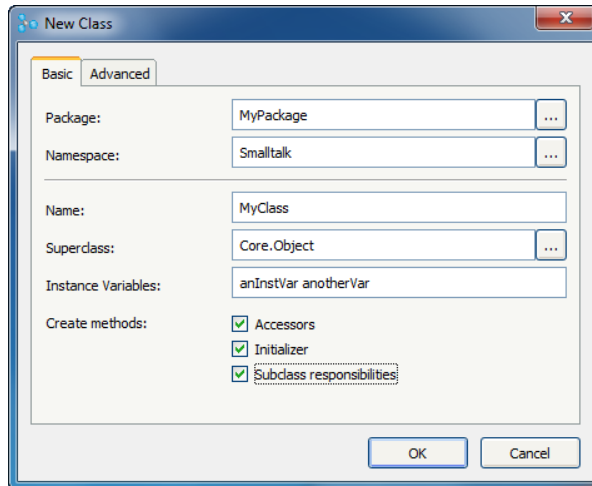 New Class
Basic Advanced
Package: MyPackage ...
Namespace: Smalltalk ...
Name: MyClass
Superclass: Core.Object ...
Instance Variables: anInstVar anotherVar
Create methods: Accessors
Initializer
Subclass responsibilities
OK Cancel